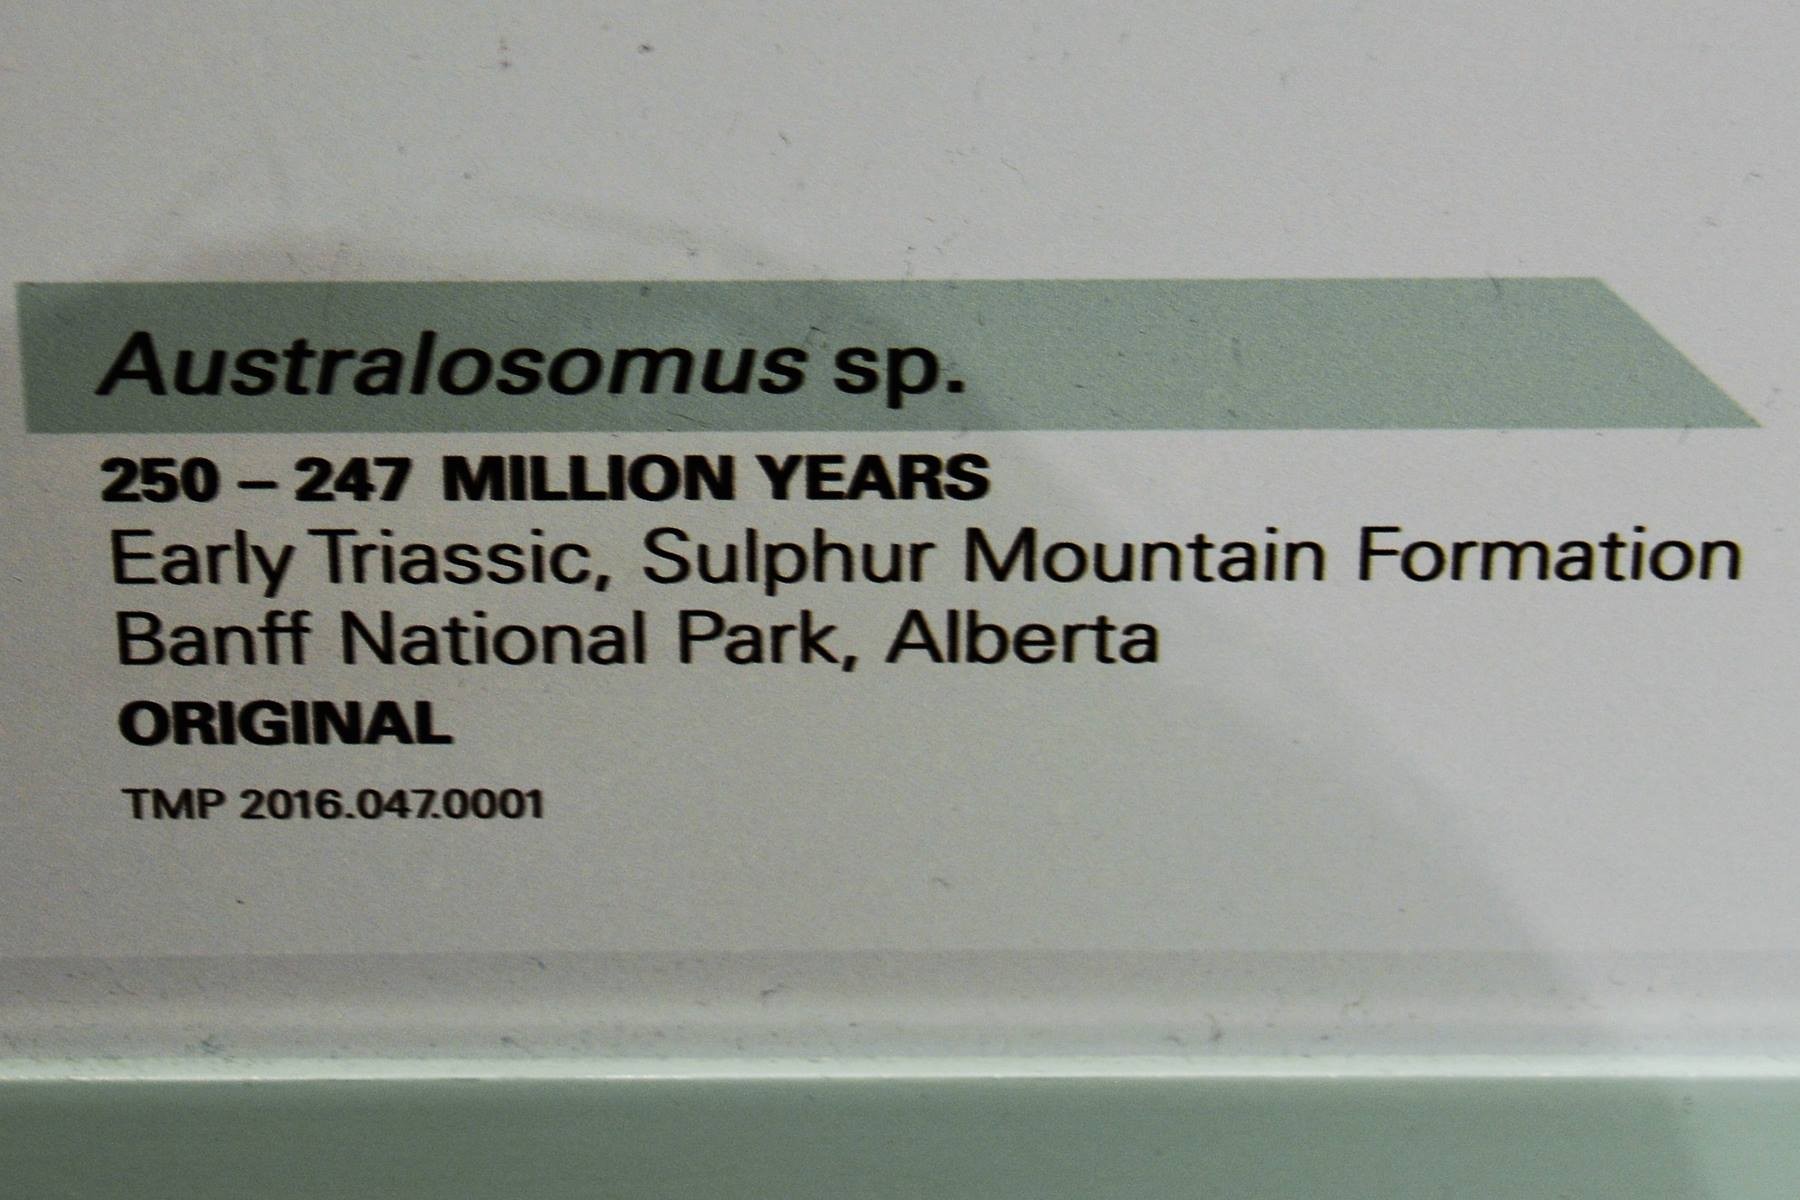 Australosomus sp.
250 – 247 MILLION YEARS
Early Triassic, Sulphur Mountain Formation
Banff National Park, Alberta
ORIGINAL
TMP 2016.047.0001